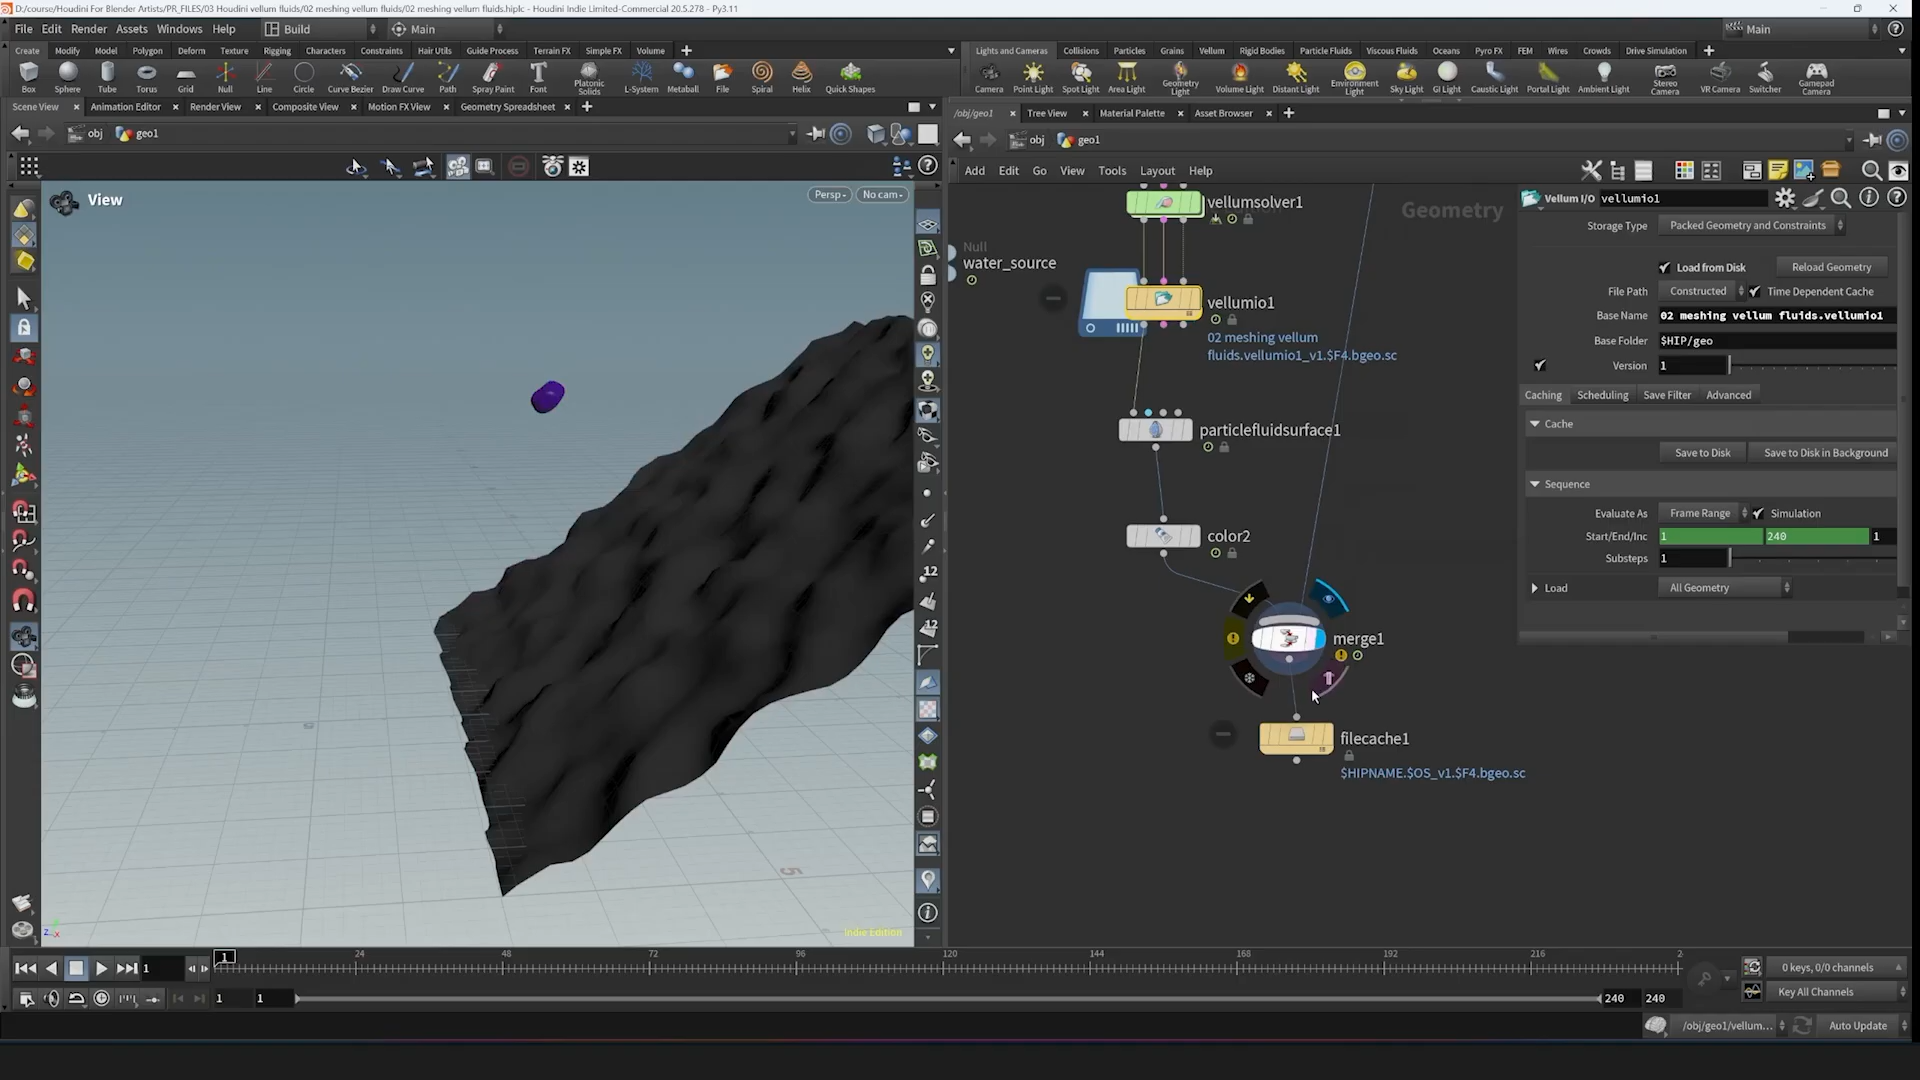 D:/course/Houdini For Blender Artists/PR_FILES/03 Houdini vellum fluids/02 meshing vellum fluids/02 meshing vellum fluids.hiplc - Houdini Indie Limited-Commercial 20.5.278 - Py3.11
File Edit Render Assets Windows Help Build Main Main
Create Modify Model Polygon Deform Texture Rigging Characters Constraints Hair Utils Guide Process Terrain FX Simple FX Volume
Lights and Cameras Collisions Particles Grains Vellum Rigid Bodies Particle Fluids Viscous Fluids Oceans Pyro FX FEM Wires Crowds Drive Simulation
Box Sphere Tube Torus Grid Null Line Circle Curve Bezier Draw Curve Path Spray Paint Font Platonic Solids L-System Metaball File Spiral Helix Quick Shapes
Camera Point Light Spot Light Area Light Geometry Light Volume Light Distant Light Environment Light Sky Light GI Light Caustic Light Portal Light Ambient Light Stereo Camera VR Camera Switcher Gamepad Camera
Scene View Animation Editor Render View Composite View Motion FX View Geometry Spreadsheet
/obj/geo1 Tree View Material Palette Asset Browser
obj geo1
obj geo1
Add Edit Go View Tools Layout Help
View
Persp No cam
Geometry
vellumsolver1
Null
water_source
vellumio1
02 meshing vellum
fluids.vellumio1_v1.$F4.bgeo.sc
particlefluidsurface1
color2
merge1
filecache1
$HIPNAME.$OS_v1.$F4.bgeo.sc
Vellum I/O vellumio1
Storage Type Packed Geometry and Constraints
Load from Disk Reload Geometry
File Path Constructed Time Dependent Cache
Base Name 02 meshing vellum fluids.vellumio1
Base Folder $HIP/geo
Version 1
Caching Scheduling Save Filter Advanced
Cache
Save to Disk Save to Disk in Background
Sequence
Evaluate As Frame Range Simulation
Start/End/Inc 1 240 1
Substeps 1
Load All Geometry
12
12
5
Indie Edition
1 1 24 48 72 96 120 144 168 192 216 2
0 keys, 0/0 channels
1 1 240 240
Key All Channels
/obj/geo1/vellum... Auto Update